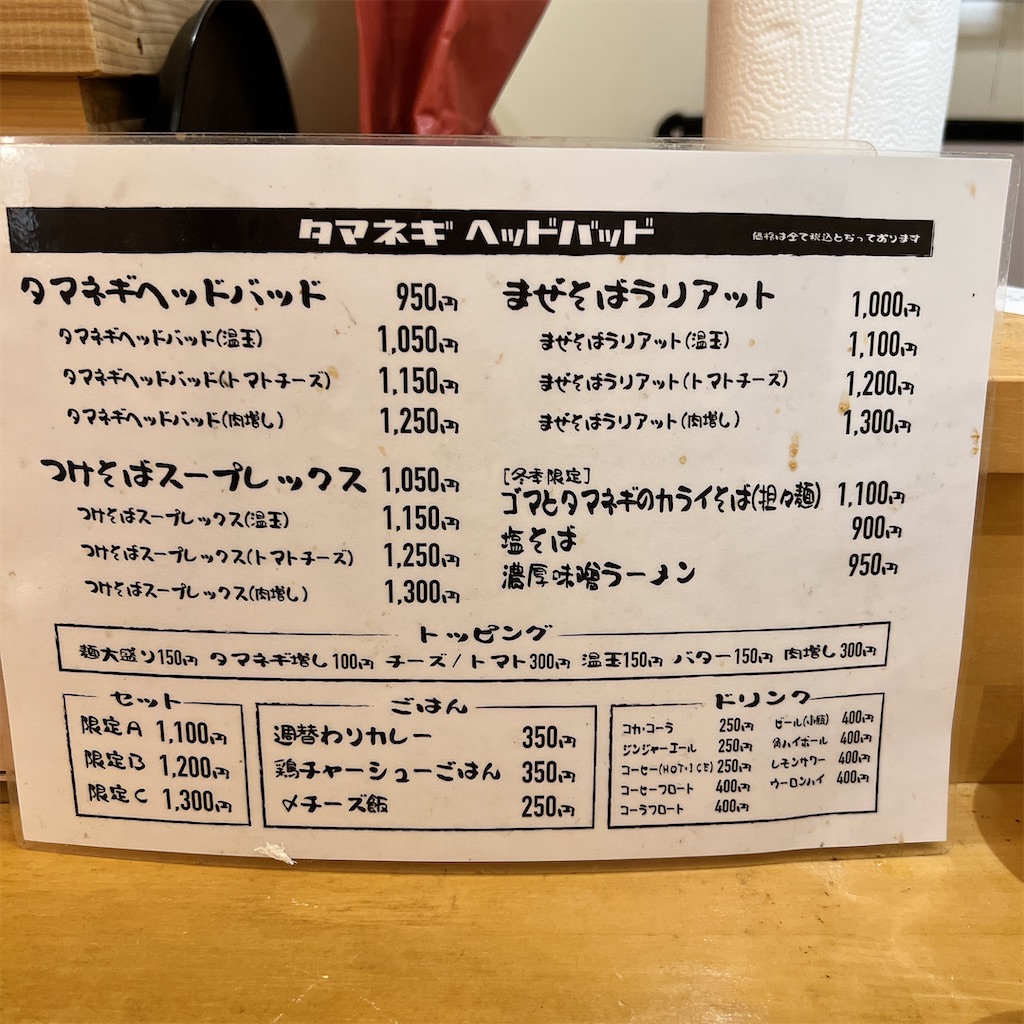 タマネギ ヘッドバッド
価格は全て税込となっております
タマネギヘッドバッド 950円
タマネギヘッドバッド(温玉) 1,050円
タマネギヘッドバッド(トマトチーズ) 1,150円
タマネギヘッドバッド(肉増し) 1,250円
つけそばスープレックス 1,050円
つけそばスープレックス(温玉) 1,150円
つけそばスープレックス(トマトチーズ) 1,250円
つけそばスープレックス(肉増し) 1,300円
まぜそばラリアット 1,000円
まぜそばラリアット(温玉) 1,100円
まぜそばラリアット(トマトチーズ) 1,200円
まぜそばラリアット(肉増し) 1,300円
[冬季限定]
ゴマとタマネギのカライそば(担々麺) 1,100円
塩そば 900円
濃厚味噌ラーメン 950円
トッピング
麺大盛り150円 タマネギ増し100円 チーズ/トマト300円 温玉150円 バター150円 肉増し300円
セット
限定A 1,100円
限定B 1,200円
限定C 1,300円
ごはん
週替わりカレー 350円
鶏チャーシューごはん 350円
〆チーズ飯 250円
ドリンク
コカ・コーラ 250円
ジンジャーエール 250円
コーヒー(HOT・ICE) 250円
コーヒーフロート 400円
コーラフロート 400円
ビール(小瓶) 400円
角ハイボール 400円
レモンサワー 400円
ウーロンハイ 400円